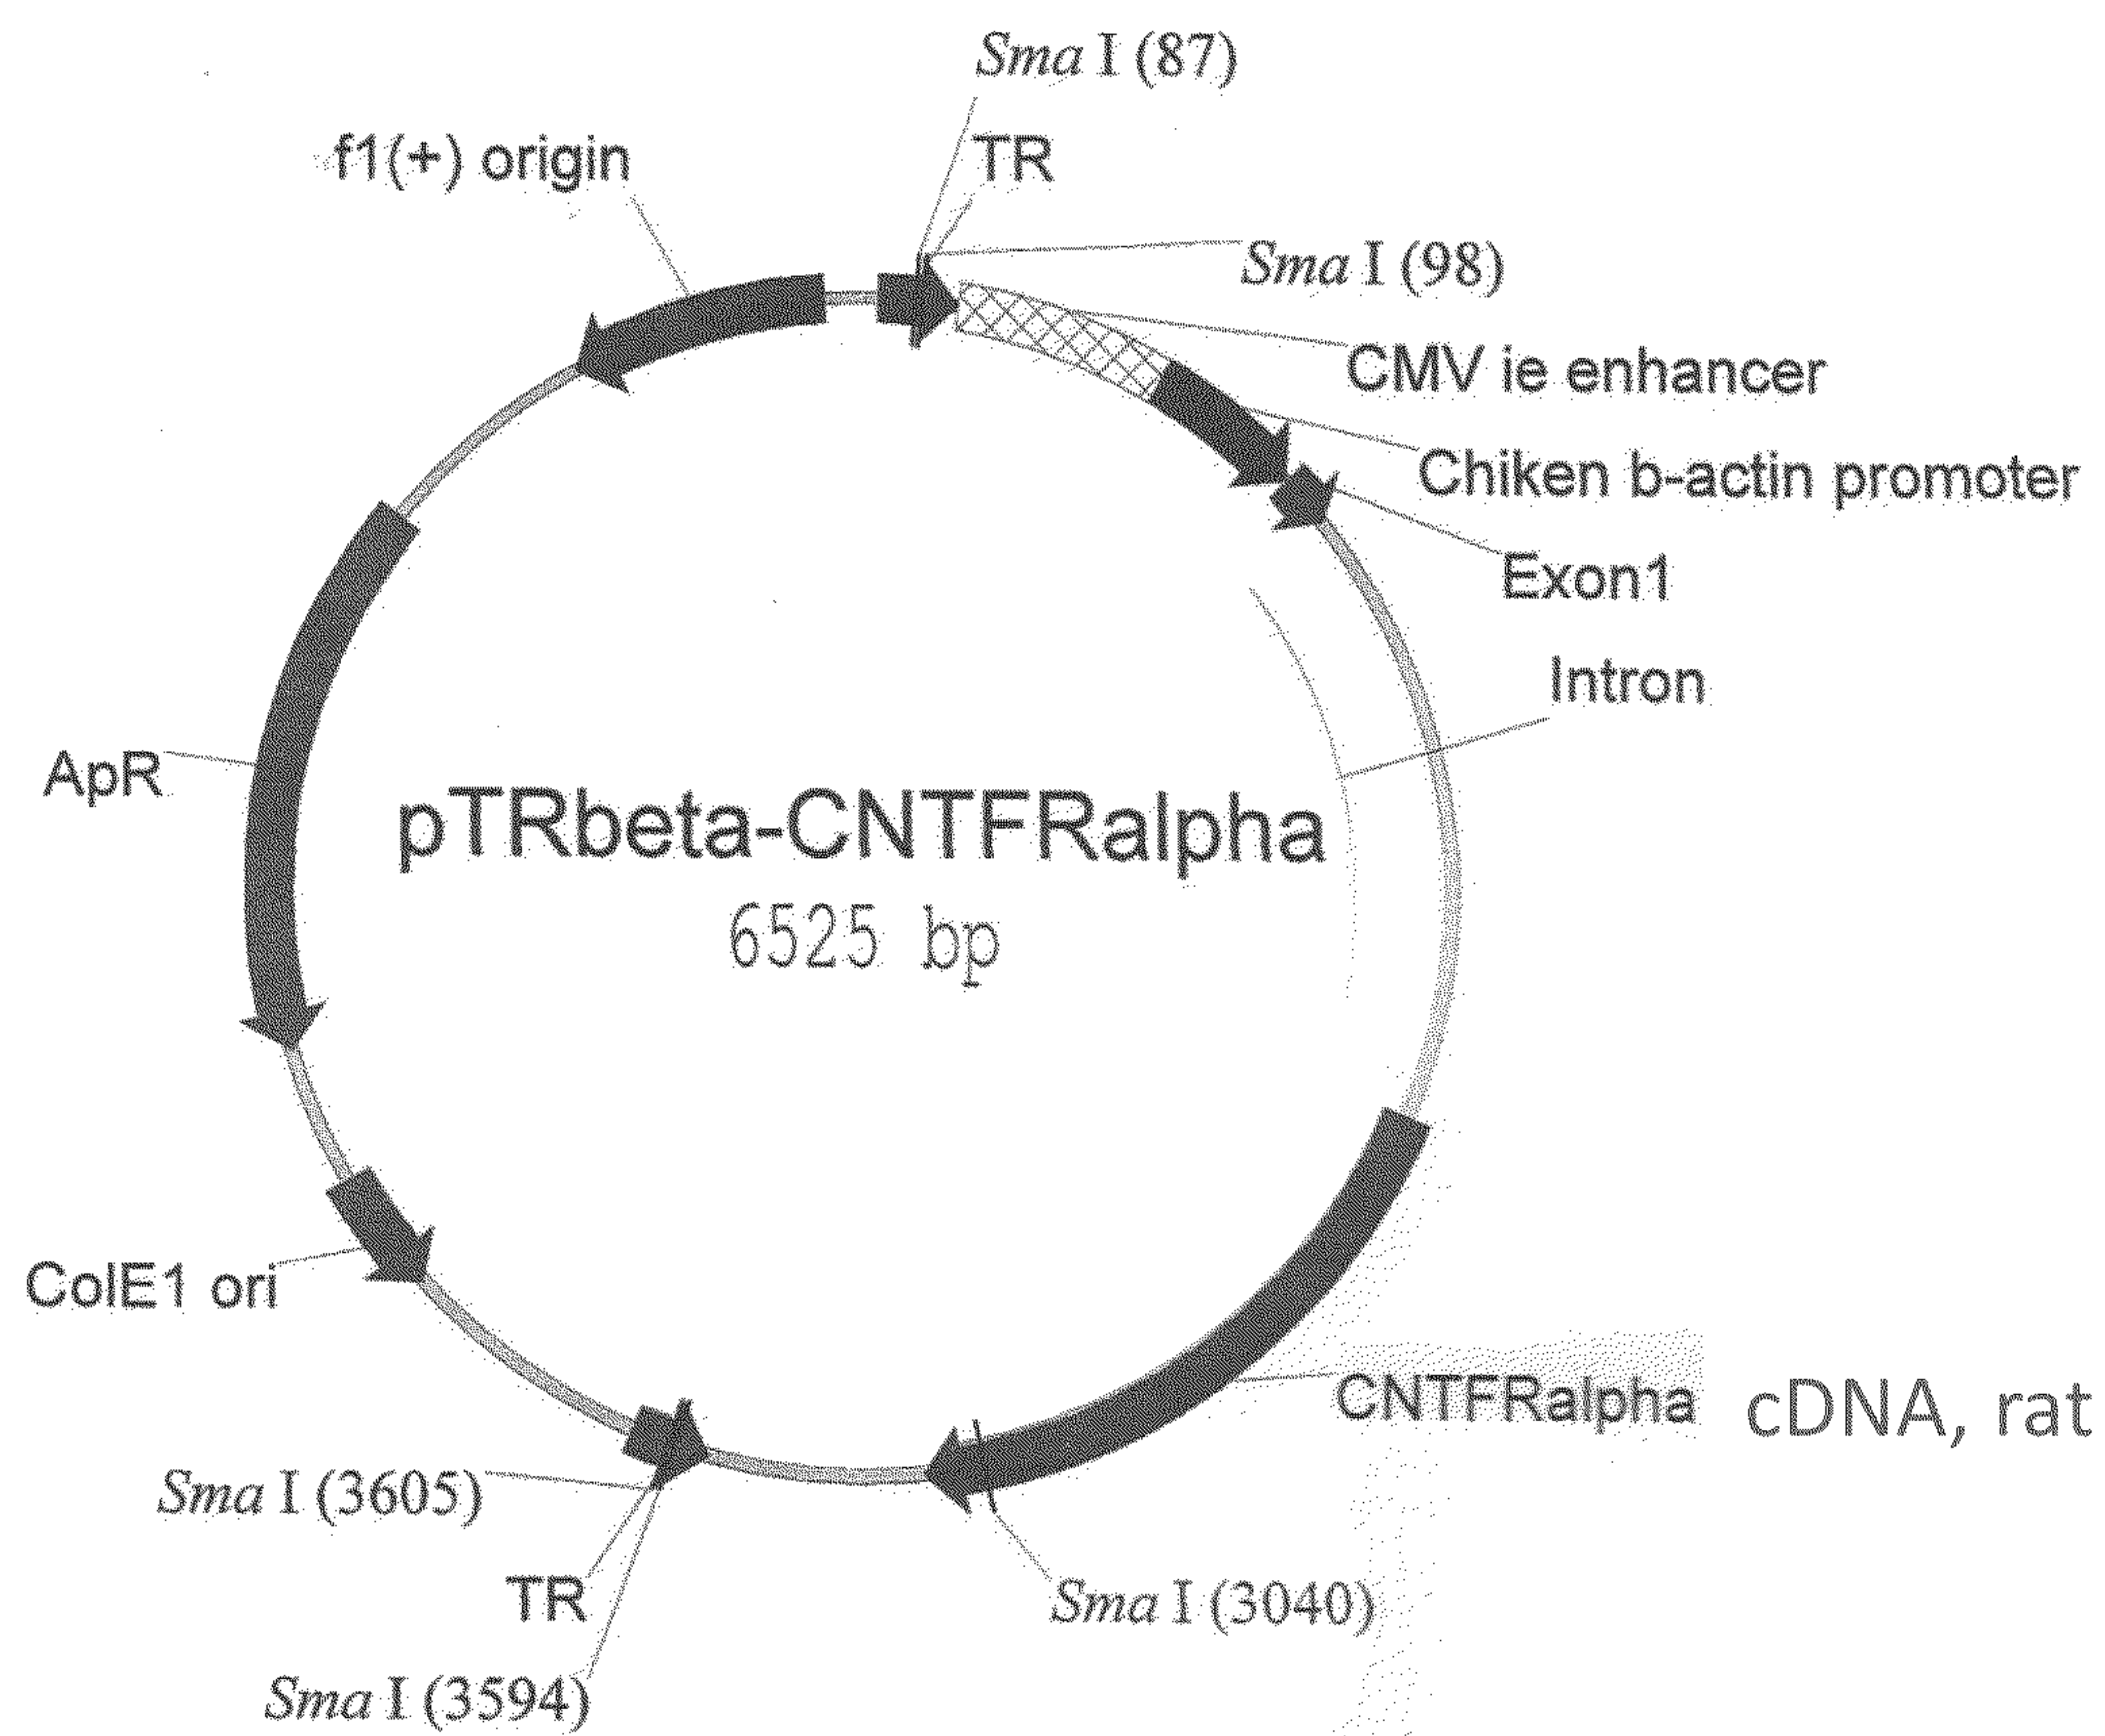 Sma I (87)
f1(+) origin
TR
Sma I (98)
CMV ie enhancer
Chiken b-actin promoter
Exon1
Intron
ApR
pTRbeta-CNTFRalpha
6525 bp
ColE1 ori
CNTFRalpha cDNA, rat
Sma I (3605)
TR
Sma I (3040)
Sma I (3594)